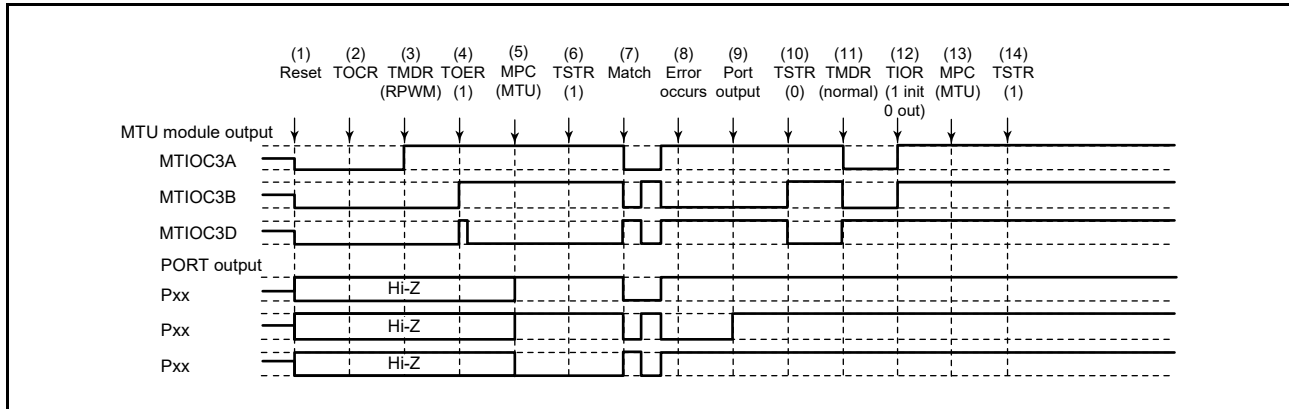 (1) (2) (3) (4) (5) (6) (7) (8) (9) (10) (11) (12) (13) (14)
Reset TOCR TMDR TOER MPC TSTR Match Error Port TSTR TMDR TIOR MPC TSTR
(RPWM) (1) (MTU) (1) occurs output (0) (normal) (1 init (MTU) (1)
0 out)
MTU module output
MTIOC3A
MTIOC3B
MTIOC3D
PORT output
Pxx Hi-Z
Pxx Hi-Z
Pxx Hi-Z